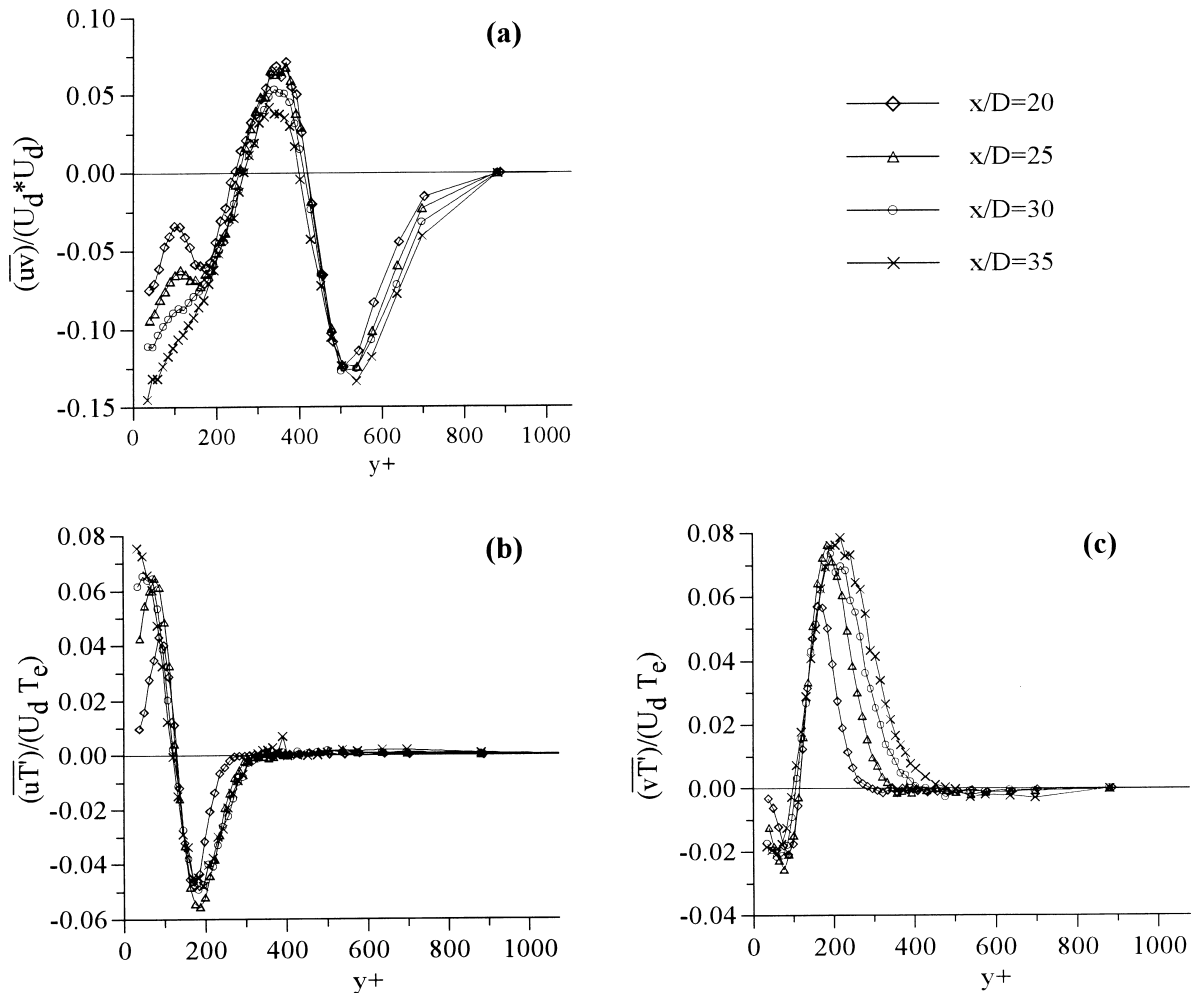 (a)
0.10
0.05
0.00
-0.05
-0.10
-0.15
(uv)/(Ud*Ud)
0 200 400 600 800 1000
y+
x/D=20
x/D=25
x/D=30
x/D=35
(b)
0.08
0.06
0.04
0.02
0.00
-0.02
-0.04
-0.06
(uT')/(Ud Te)
0 200 400 600 800 1000
y+
(c)
0.08
0.06
0.04
0.02
0.00
-0.02
-0.04
(vT')/(Ud Te)
0 200 400 600 800 1000
y+